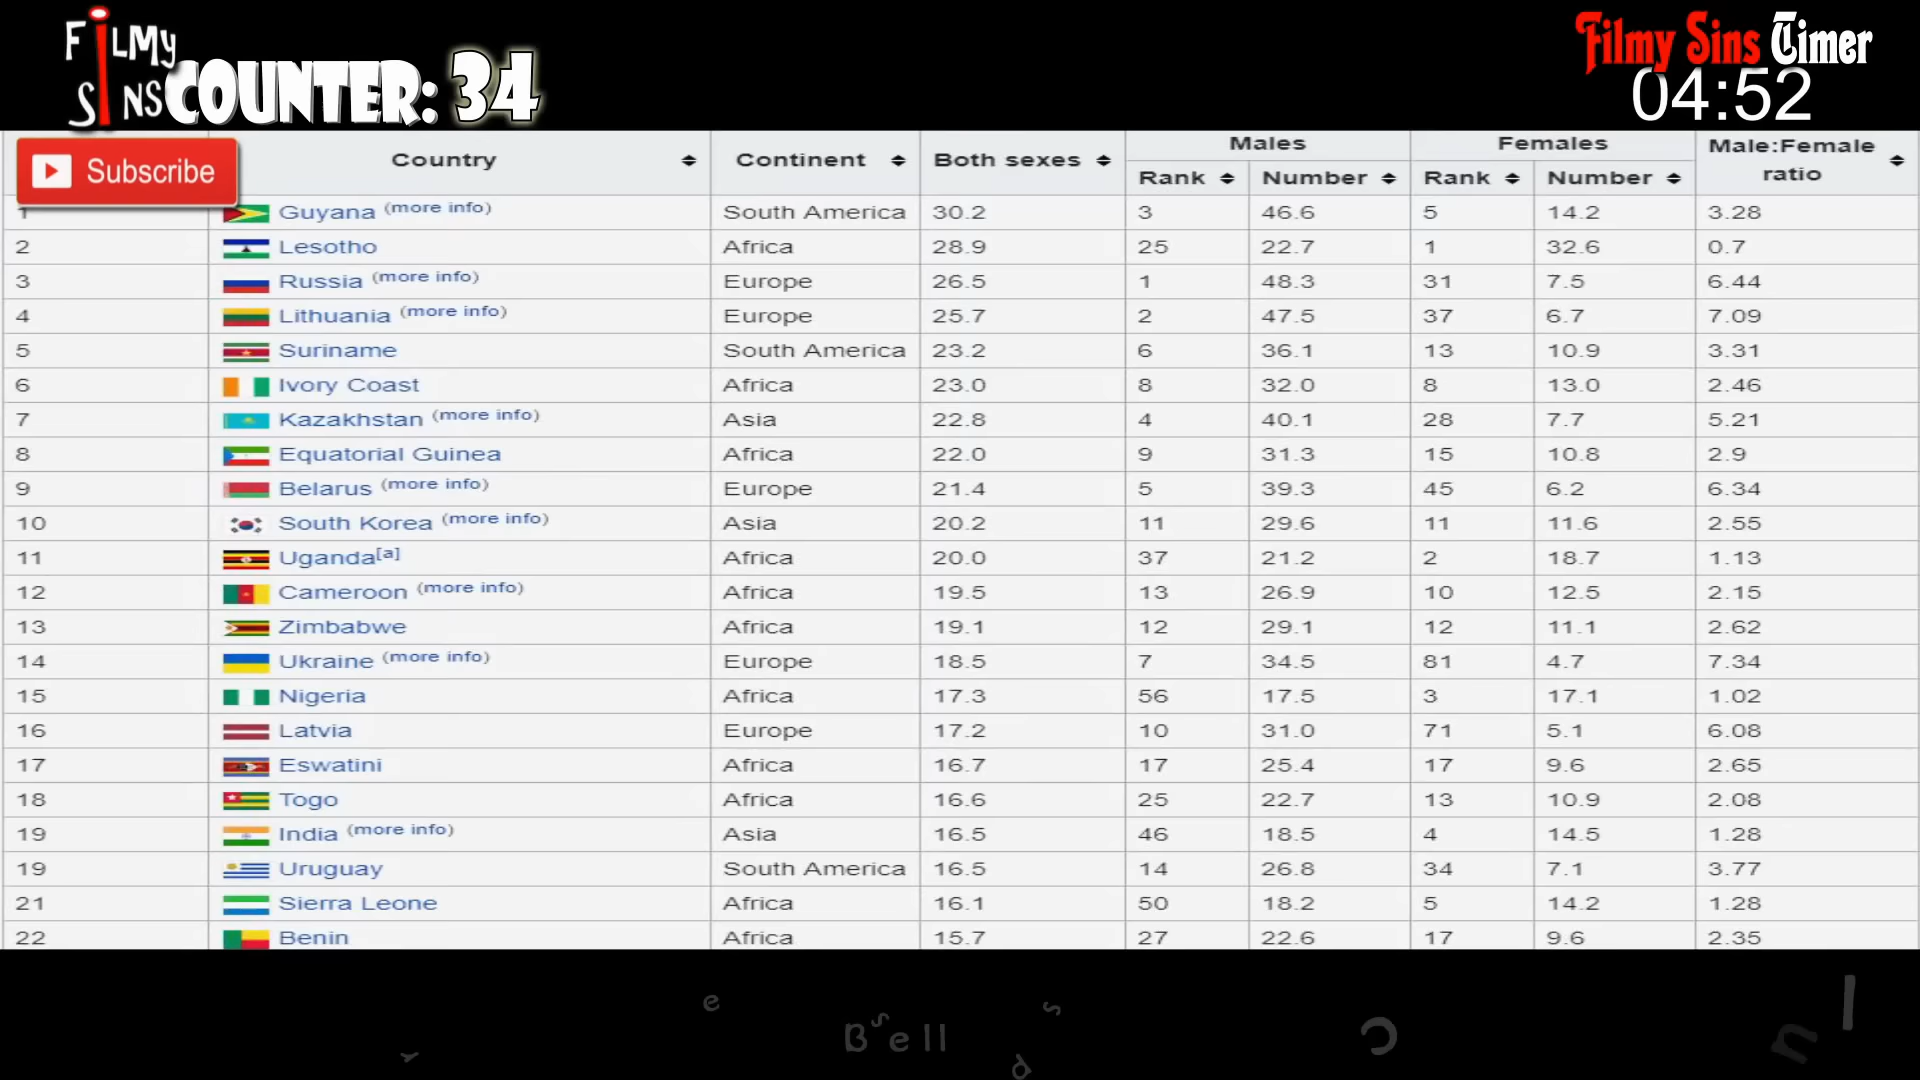 FiLMy
SiNS
COUNTER: 34
Filmy Sins Timer
04:52
Subscribe
Country Continent Both sexes Males Females Male:Female ratio
Rank Number Rank Number
1 Guyana (more info) South America 30.2 3 46.6 5 14.2 3.28
2 Lesotho Africa 28.9 25 22.7 1 32.6 0.7
3 Russia (more info) Europe 26.5 1 48.3 31 7.5 6.44
4 Lithuania (more info) Europe 25.7 2 47.5 37 6.7 7.09
5 Suriname South America 23.2 6 36.1 13 10.9 3.31
6 Ivory Coast Africa 23.0 8 32.0 8 13.0 2.46
7 Kazakhstan (more info) Asia 22.8 4 40.1 28 7.7 5.21
8 Equatorial Guinea Africa 22.0 9 31.3 15 10.8 2.9
9 Belarus (more info) Europe 21.4 5 39.3 45 6.2 6.34
10 South Korea (more info) Asia 20.2 11 29.6 11 11.6 2.55
11 Uganda[a] Africa 20.0 37 21.2 2 18.7 1.13
12 Cameroon (more info) Africa 19.5 13 26.9 10 12.5 2.15
13 Zimbabwe Africa 19.1 12 29.1 12 11.1 2.62
14 Ukraine (more info) Europe 18.5 7 34.5 81 4.7 7.34
15 Nigeria Africa 17.3 56 17.5 3 17.1 1.02
16 Latvia Europe 17.2 10 31.0 71 5.1 6.08
17 Eswatini Africa 16.7 17 25.4 17 9.6 2.65
18 Togo Africa 16.6 25 22.7 13 10.9 2.08
19 India (more info) Asia 16.5 46 18.5 4 14.5 1.28
19 Uruguay South America 16.5 14 26.8 34 7.1 3.77
21 Sierra Leone Africa 16.1 50 18.2 5 14.2 1.28
22 Benin Africa 15.7 27 22.6 17 9.6 2.35